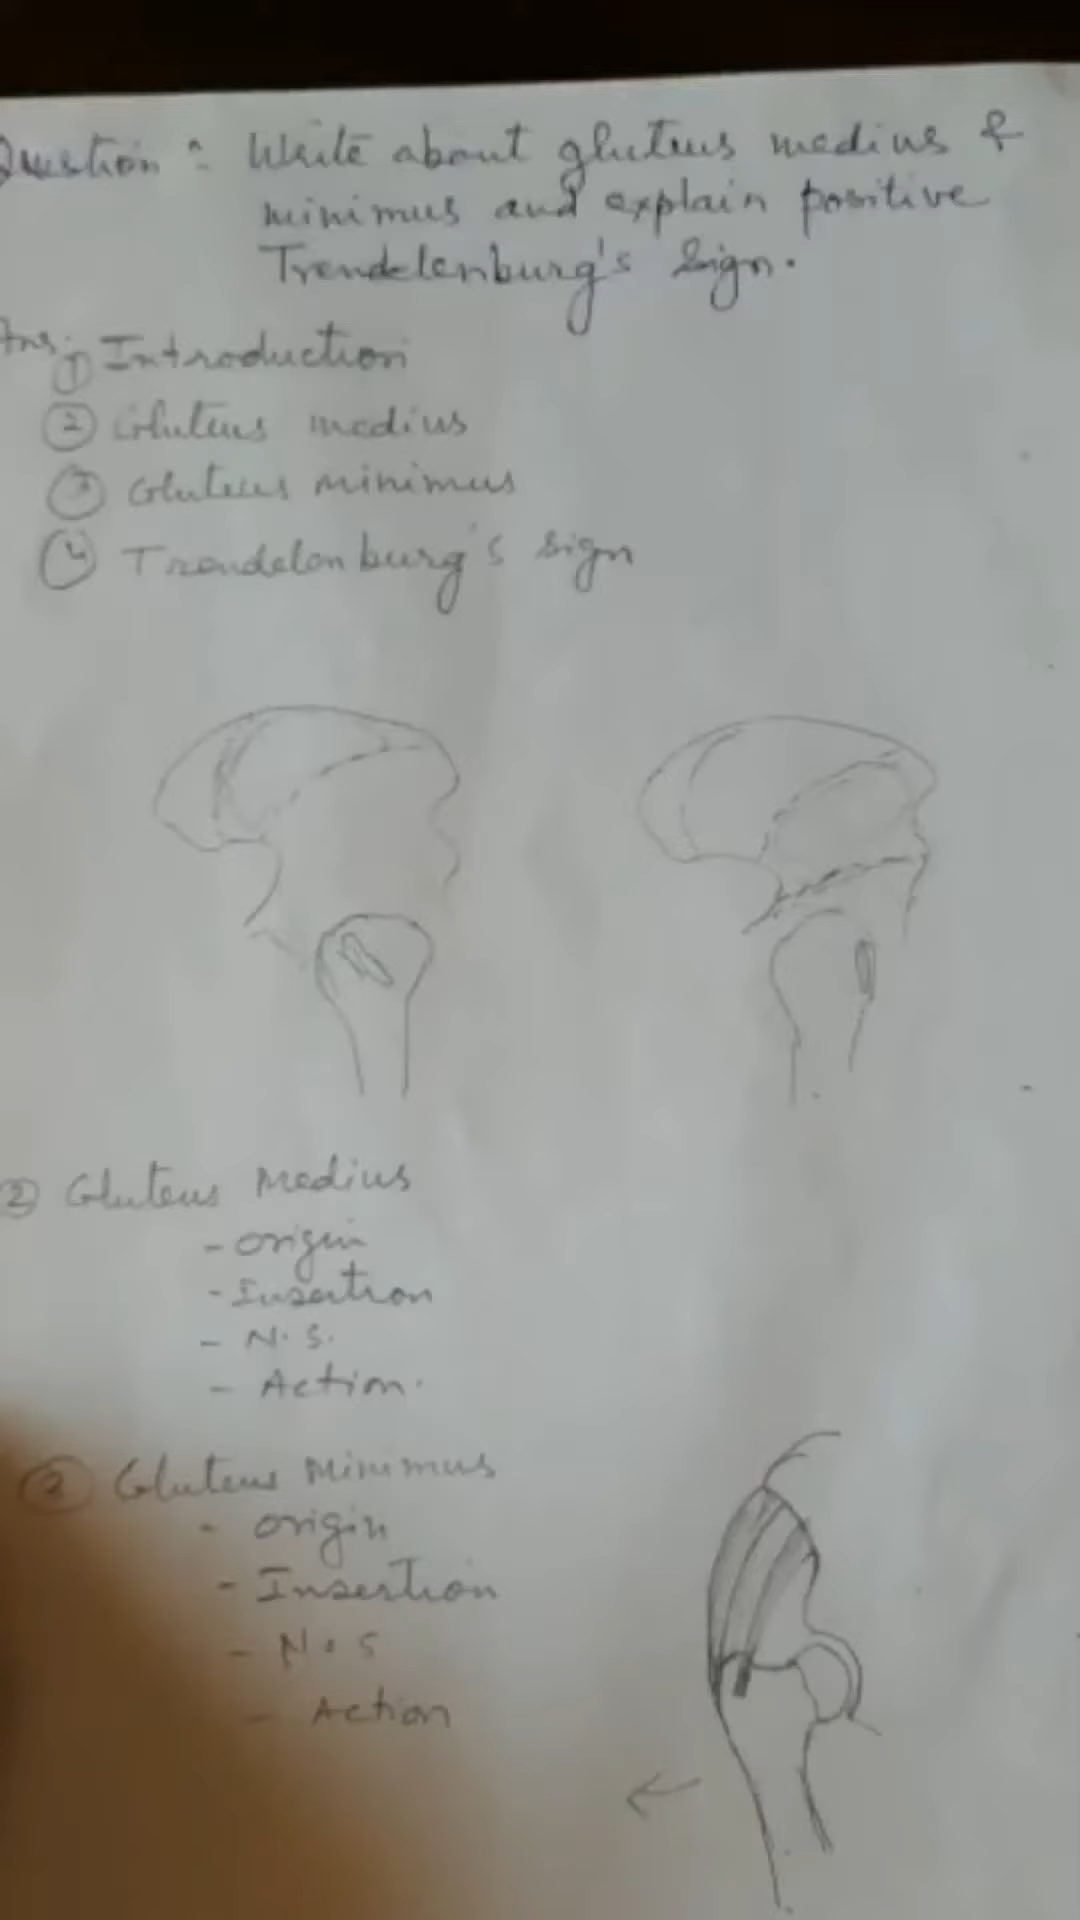 Question : Write about gluteus medius &
minimus and explain positive
Trendelenburg's sign.
Ans: ① Introduction
② Gluteus medius
③ Gluteus minimus
④ Trendelenburg's sign
② Gluteus Medius
- origin
- Insertion
- N. S.
- Action.
③ Gluteus Minimus
- origin
- Insertion
- N. S
- Action